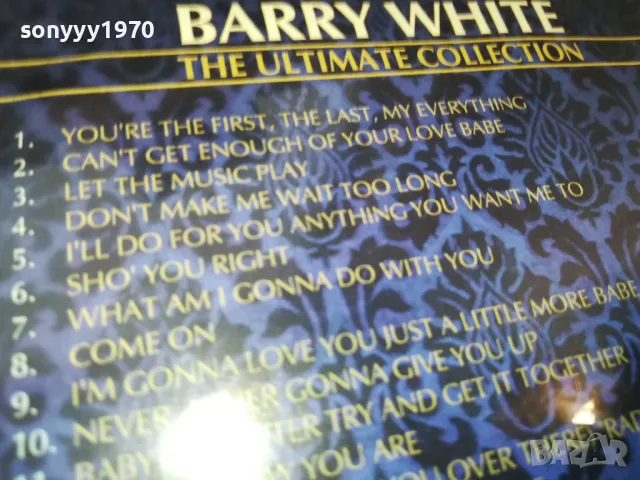 sonyyy1970
BARRY WHITE
THE ULTIMATE COLLECTION
1. YOU'RE THE FIRST, THE LAST, MY EVERYTHING
2. CAN'T GET ENOUGH OF YOUR LOVE BABE
3. LET THE MUSIC PLAY
4. DON'T MAKE ME WAIT TOO LONG
5. I'LL DO FOR YOU ANYTHING YOU WANT ME TO
6. SHO' YOU RIGHT
7. WHAT AM I GONNA DO WITH YOU
8. COME ON
9. I'M GONNA LOVE YOU JUST A LITTLE MORE BABE
10. NEVER GONNA GIVE YOU UP
11. BABY TRY AND GET IT TOGETHER
YOU ARE
BAZAR